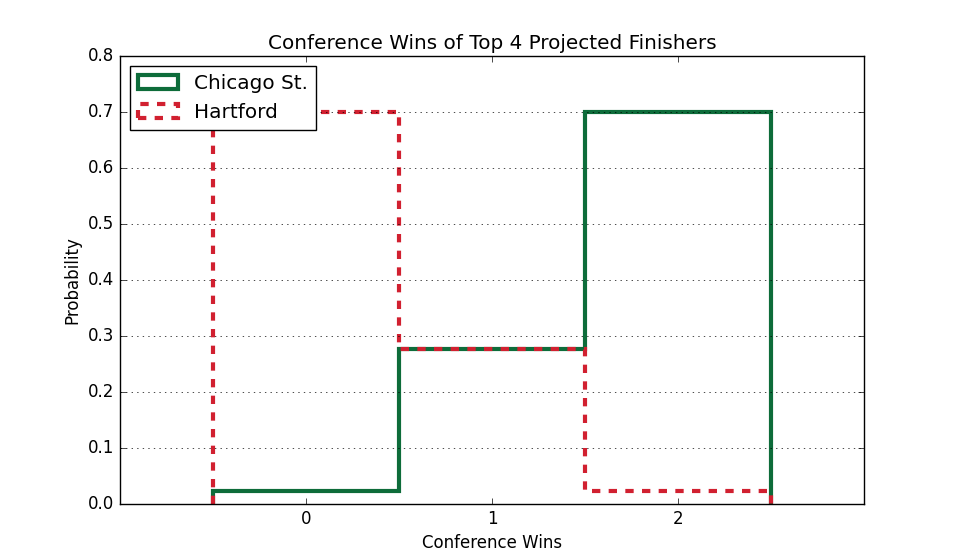 Conference Wins of Top 4 Projected Finishers
Chicago St.
Hartford
0.8
0.7
0.6
0.5
0.4
0.3
0.2
0.1
0.0
Probability
0 1 2
Conference Wins